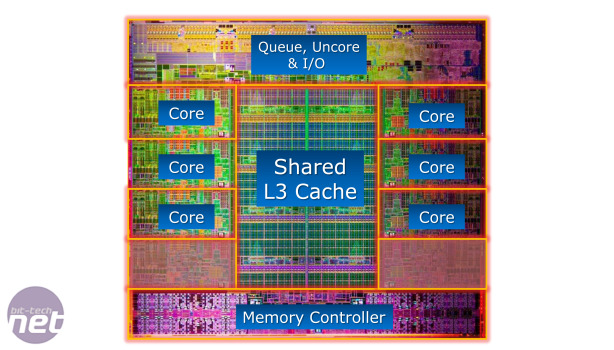 Queue, Uncore
& I/O
Core
Core
Shared
L3 Cache
Core
Core
Core
Core
Memory Controller
bit-tech
net